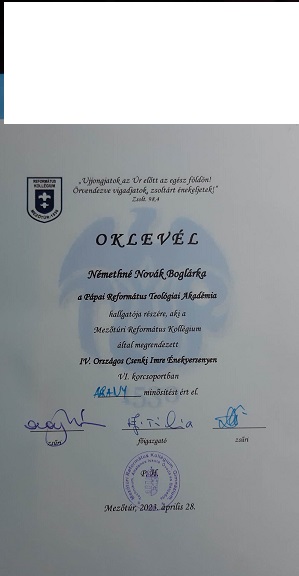 REFORMÁTUS
KOLLÉGIUM
MEZŐTÚR
„Ujjongjatok az Úr előtt az egész földön!
Örvendezve vigadjatok, zsoltárt énekeljetek!”
Zsolt. 98,4
OKLEVÉL
Némethné Novák Boglárka
a Pápai Református Teológiai Akadémia
hallgatója részére, aki a
Mezőtúri Református Kollégium
által megrendezett
IV. Országos Csenki Imre Énekversenyen
VI. korcsoportban
ARANY minősítést ért el.
zsűri
főigazgató
zsűri
P. H.
Mezőtúr, 2023. április 28.